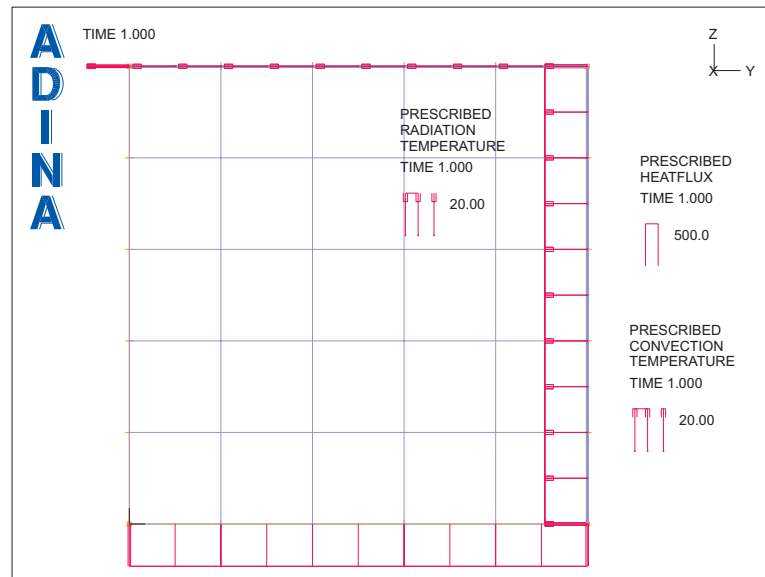 ADINA
TIME 1.000
Z
X
Y
PRESCRIBED
RADIATION
TEMPERATURE
TIME 1.000
20.00
PRESCRIBED
HEATFLUX
TIME 1.000
500.0
PRESCRIBED
CONVECTION
TEMPERATURE
TIME 1.000
20.00